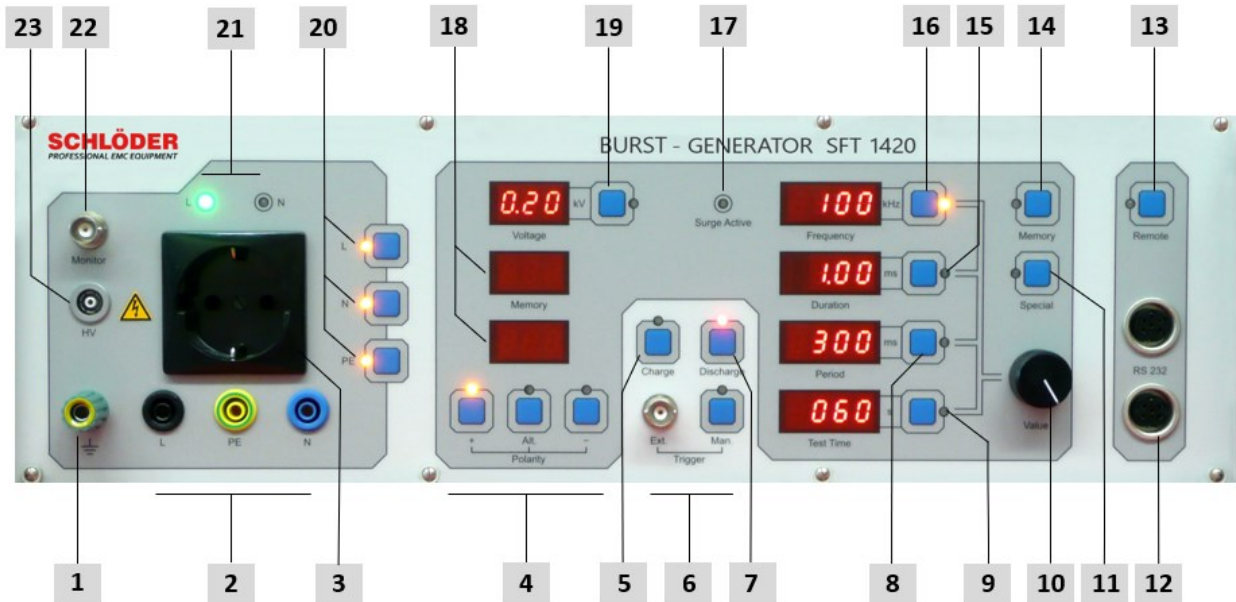 23 22 21 20 18 19 17 16 15 14 13
SCHLÖDER
PROFESSIONAL EMC EQUIPMENT
BURST - GENERATOR SFT 1420
L N
Monitor
HV
L
N
PE
L PE N
0.20 kV
Voltage
Memory
+ Alt. -
Polarity
Surge Active
Charge Discharge
Ext. Man.
Trigger
100 kHz
Frequency
1.00 ms
Duration
300 ms
Period
060 s
Test Time
Memory
Special
Value
Remote
RS 232
1 2 3 4 5 6 7 8 9 10 11 12